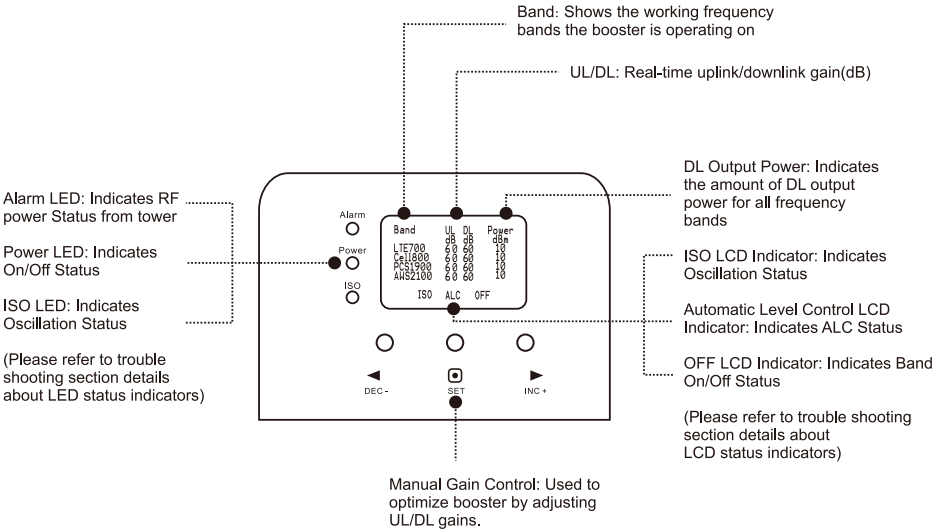 Band: Shows the working frequency
bands the booster is operating on
UL/DL: Real-time uplink/downlink gain(dB)
DL Output Power: Indicates
the amount of DL output
power for all frequency
bands
Alarm LED: Indicates RF
power Status from tower
Power LED: Indicates
On/Off Status
ISO LED: Indicates
Oscillation Status
(Please refer to trouble
shooting section details
about LED status indicators)
Alarm
Power
ISO
Band UL DL Power
dB dB dBm
LTE700 60 60 10
Cell800 60 60 10
PCS1900 60 60 10
AWS2100 60 60 10
ISO ALC OFF
DEC -
SET
INC +
ISO LCD Indicator: Indicates
Oscillation Status
Automatic Level Control LCD
Indicator: Indicates ALC Status
OFF LCD Indicator: Indicates Band
On/Off Status
(Please refer to trouble shooting
section details about
LCD status indicators)
Manual Gain Control: Used to
optimize booster by adjusting
UL/DL gains.